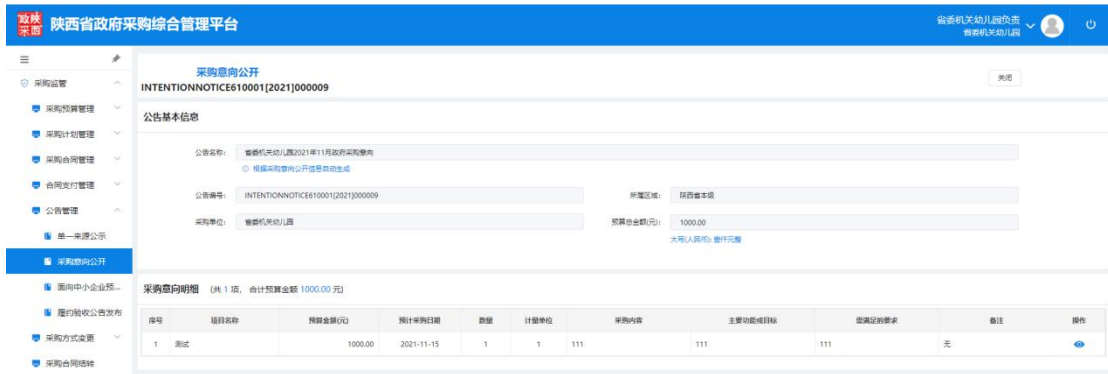 政陕
采西
陕西省政府采购综合管理平台
省委机关幼儿园负责
省委机关幼儿园
采购监管
采购预算管理
采购计划管理
采购合同管理
合同支付管理
公告管理
单一来源公示
采购意向公开
面向中小企业预...
履约验收公告发布
采购方式变更
采购合同结转
采购意向公开
INTENTIONNOTICE610001[2021]000009
关闭
公告基本信息
公告名称: 省委机关幼儿园2021年11月政府采购意向
根据采购意向公开信息自动生成
公告编号: INTENTIONNOTICE610001[2021]000009 所属区域: 陕西省本级
采购单位: 省委机关幼儿园 预算总金额(元): 1000.00
大写(人民币): 壹仟元整
采购意向明细 (共 1 项, 合计预算金额 1000.00 元)
序号 项目名称 预算金额(元) 预计采购日期 数量 计量单位 采购内容 主要功能或目标 需满足的要求 备注 操作
1 测试 1000.00 2021-11-15 1 1 111 111 111 无